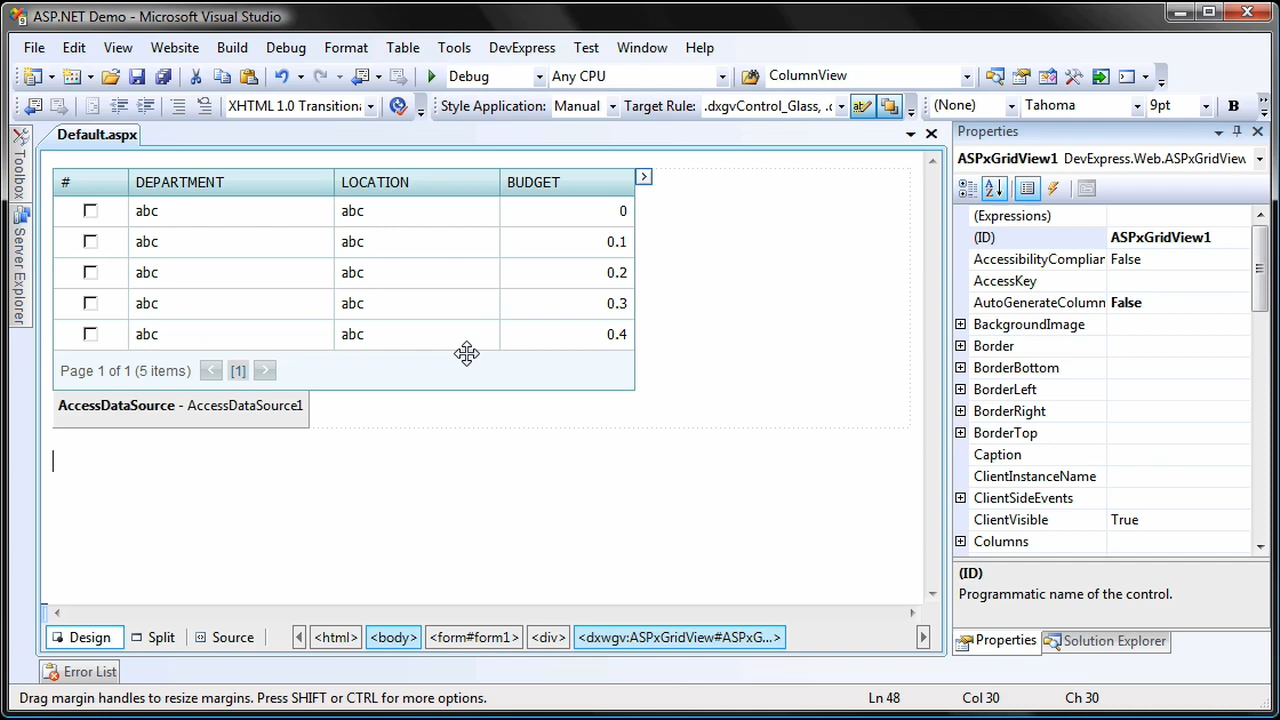 ASP.NET Demo - Microsoft Visual Studio
File Edit View Website Build Debug Format Table Tools DevExpress Test Window Help
Debug Any CPU ColumnView
XHTML 1.0 Transition Style Application: Manual Target Rule: .dxgvControl_Glass, .c (None) Tahoma 9pt B
Toolbox
Server Explorer
Default.aspx
# DEPARTMENT LOCATION BUDGET
abc abc 0
abc abc 0.1
abc abc 0.2
abc abc 0.3
abc abc 0.4
Page 1 of 1 (5 items) < [1] >
AccessDataSource - AccessDataSource1
Design Split Source <html> <body> <form#form1> <div> <dxwgv:ASPxGridView#ASPxG...>
Error List
Drag margin handles to resize margins. Press SHIFT or CTRL for more options. Ln 48 Col 30 Ch 30
Properties
ASPxGridView1 DevExpress.Web.ASPxGridView
(Expressions)
(ID) ASPxGridView1
AccessibilityComplian False
AccessKey
AutoGenerateColumn False
BackgroundImage
Border
BorderBottom
BorderLeft
BorderRight
BorderTop
Caption
ClientInstanceName
ClientSideEvents
ClientVisible True
Columns
(ID)
Programmatic name of the control.
Properties Solution Explorer